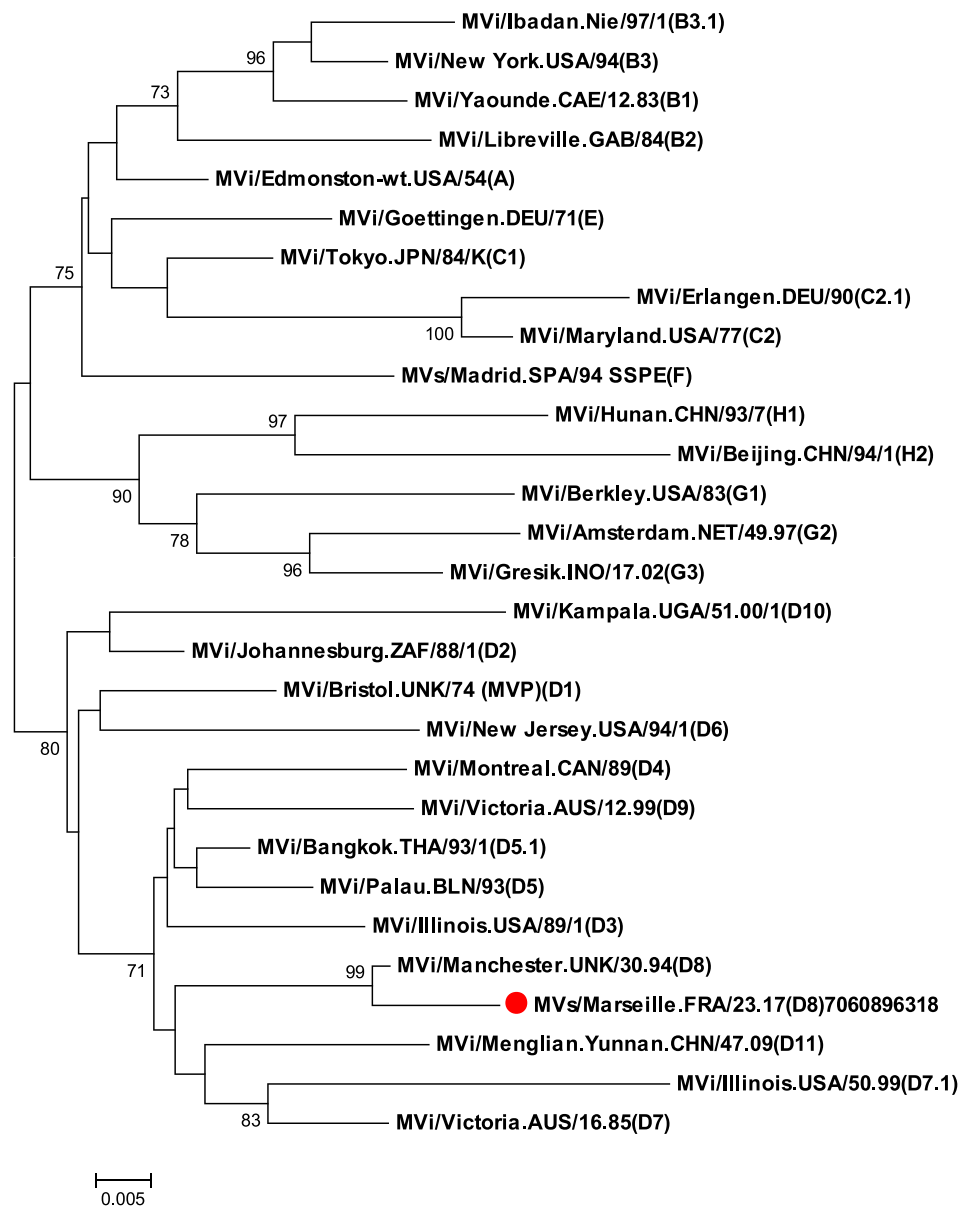 MVi/Ibadan.Nie/97/1(B3.1)
96
MVi/New York.USA/94(B3)
73
MVi/Yaounde.CAE/12.83(B1)
MVi/Libreville.GAB/84(B2)
MVi/Edmonston-wt.USA/54(A)
MVi/Goettingen.DEU/71(E)
MVi/Tokyo.JPN/84/K(C1)
75
MVi/Erlangen.DEU/90(C2.1)
100
MVi/Maryland.USA/77(C2)
MVs/Madrid.SPA/94 SSPE(F)
MVi/Hunan.CHN/93/7(H1)
97
MVi/Beijing.CHN/94/1(H2)
90
MVi/Berkley.USA/83(G1)
78
MVi/Amsterdam.NET/49.97(G2)
96
MVi/Gresik.INO/17.02(G3)
MVi/Kampala.UGA/51.00/1(D10)
MVi/Johannesburg.ZAF/88/1(D2)
MVi/Bristol.UNK/74 (MVP)(D1)
MVi/New Jersey.USA/94/1(D6)
80
MVi/Montreal.CAN/89(D4)
MVi/Victoria.AUS/12.99(D9)
MVi/Bangkok.THA/93/1(D5.1)
MVi/Palau.BLN/93(D5)
MVi/Illinois.USA/89/1(D3)
71
MVi/Manchester.UNK/30.94(D8)
99
MVs/Marseille.FRA/23.17(D8)7060896318
MVi/Menglian.Yunnan.CHN/47.09(D11)
MVi/Illinois.USA/50.99(D7.1)
83
MVi/Victoria.AUS/16.85(D7)
0.005